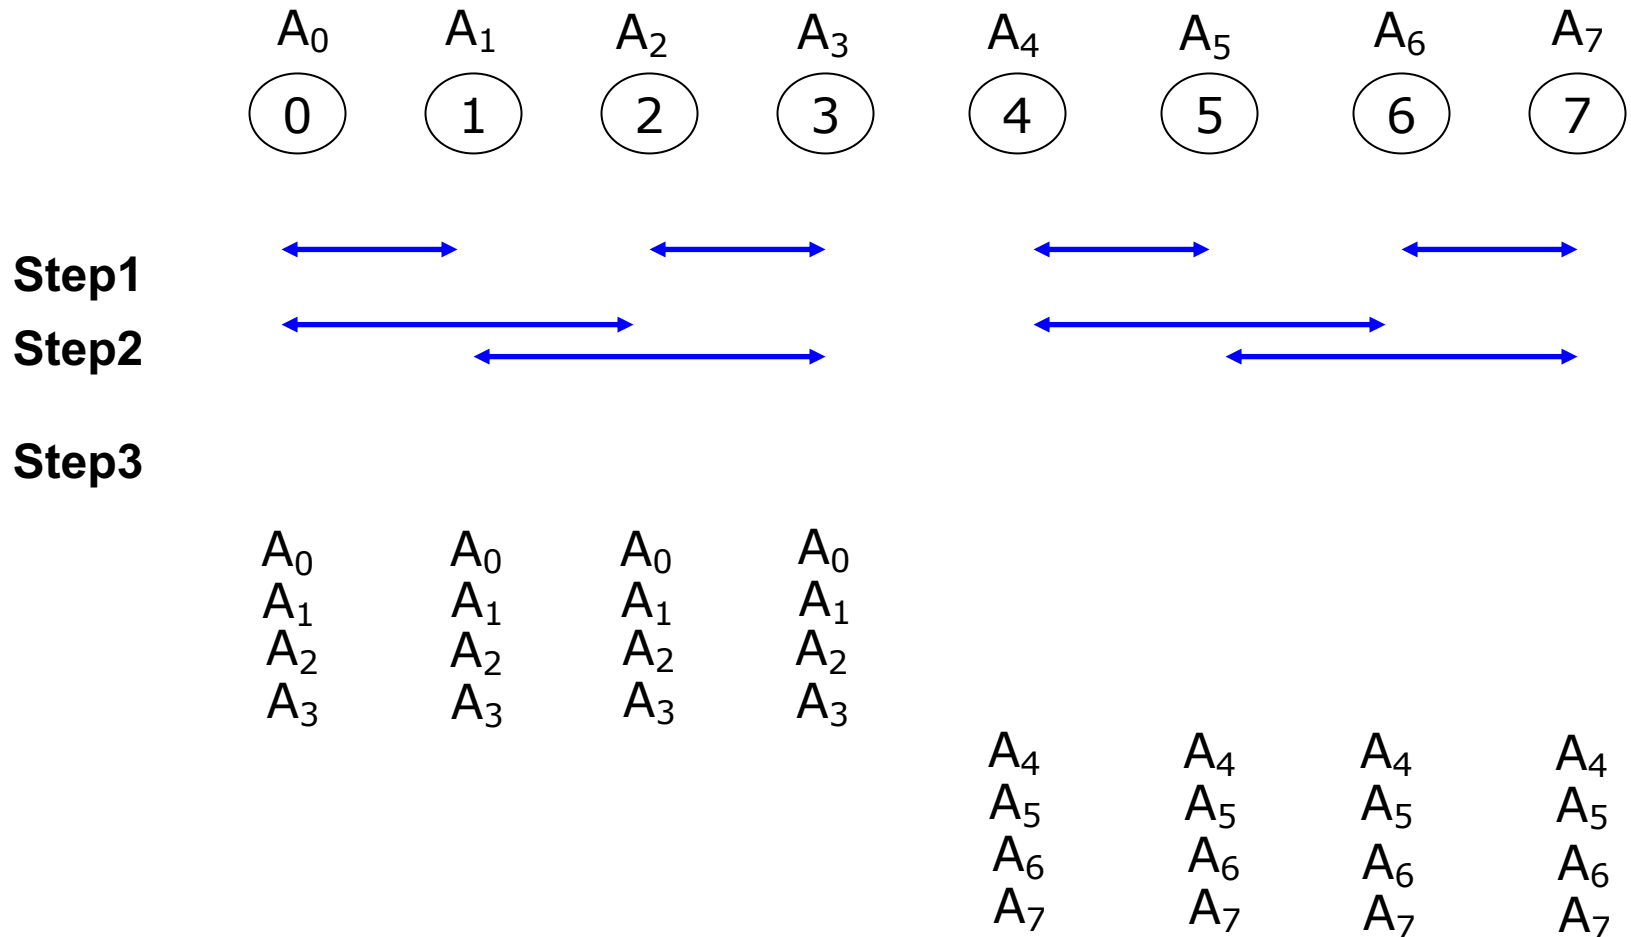 A0 A1 A2 A3 A4 A5 A6 A7
0 1 2 3 4 5 6 7
Step1
Step2
Step3
A0 A0 A0 A0
A1 A1 A1 A1
A2 A2 A2 A2
A3 A3 A3 A3
A4 A4 A4 A4
A5 A5 A5 A5
A6 A6 A6 A6
A7 A7 A7 A7